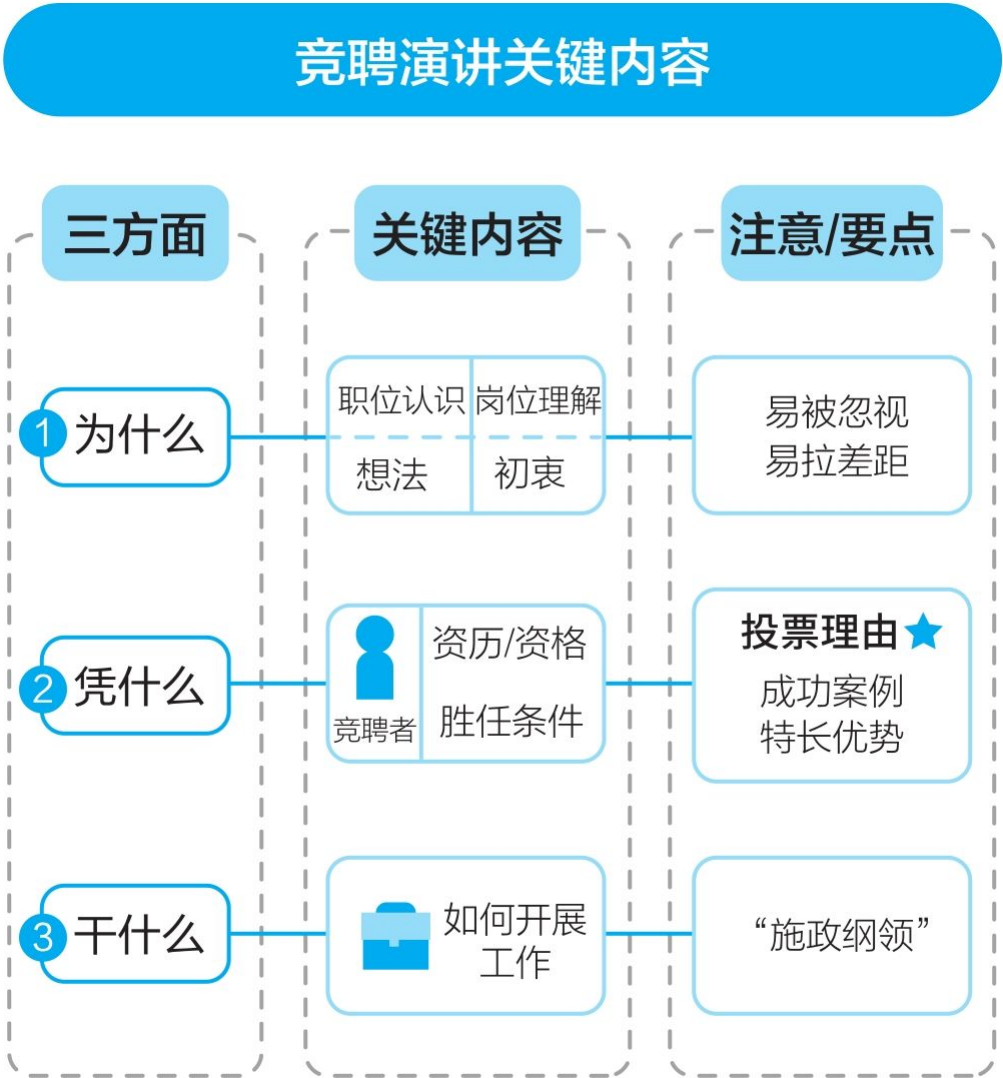 竞聘演讲关键内容
三方面
关键内容
注意/要点
1 为什么
职位认识 岗位理解
想法 初衷
易被忽视
易拉差距
2 凭什么
竞聘者
资历/资格
胜任条件
投票理由
成功案例
特长优势
3 干什么
如何开展
工作
“施政纲领”